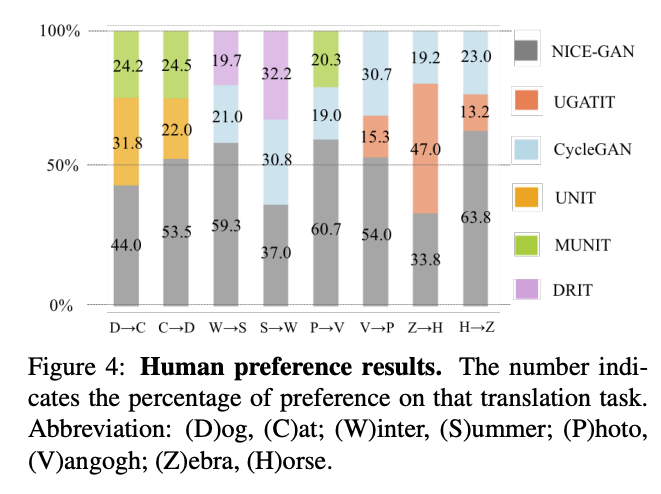 100%
24.2 24.5 19.7 32.2 20.3 30.7 19.2 23.0
31.8 22.0 21.0 30.8 19.0 15.3 47.0 13.2
50%
44.0 53.5 59.3 37.0 60.7 54.0 33.8 63.8
0%
D→C C→D W→S S→W P→V V→P Z→H H→Z
NICE-GAN
UGATIT
CycleGAN
UNIT
MUNIT
DRIT
Figure 4: Human preference results. The number indi-
cates the percentage of preference on that translation task.
Abbreviation: (D)og, (C)at; (W)inter, (S)ummer; (P)hoto,
(V)angogh; (Z)ebra, (H)orse.